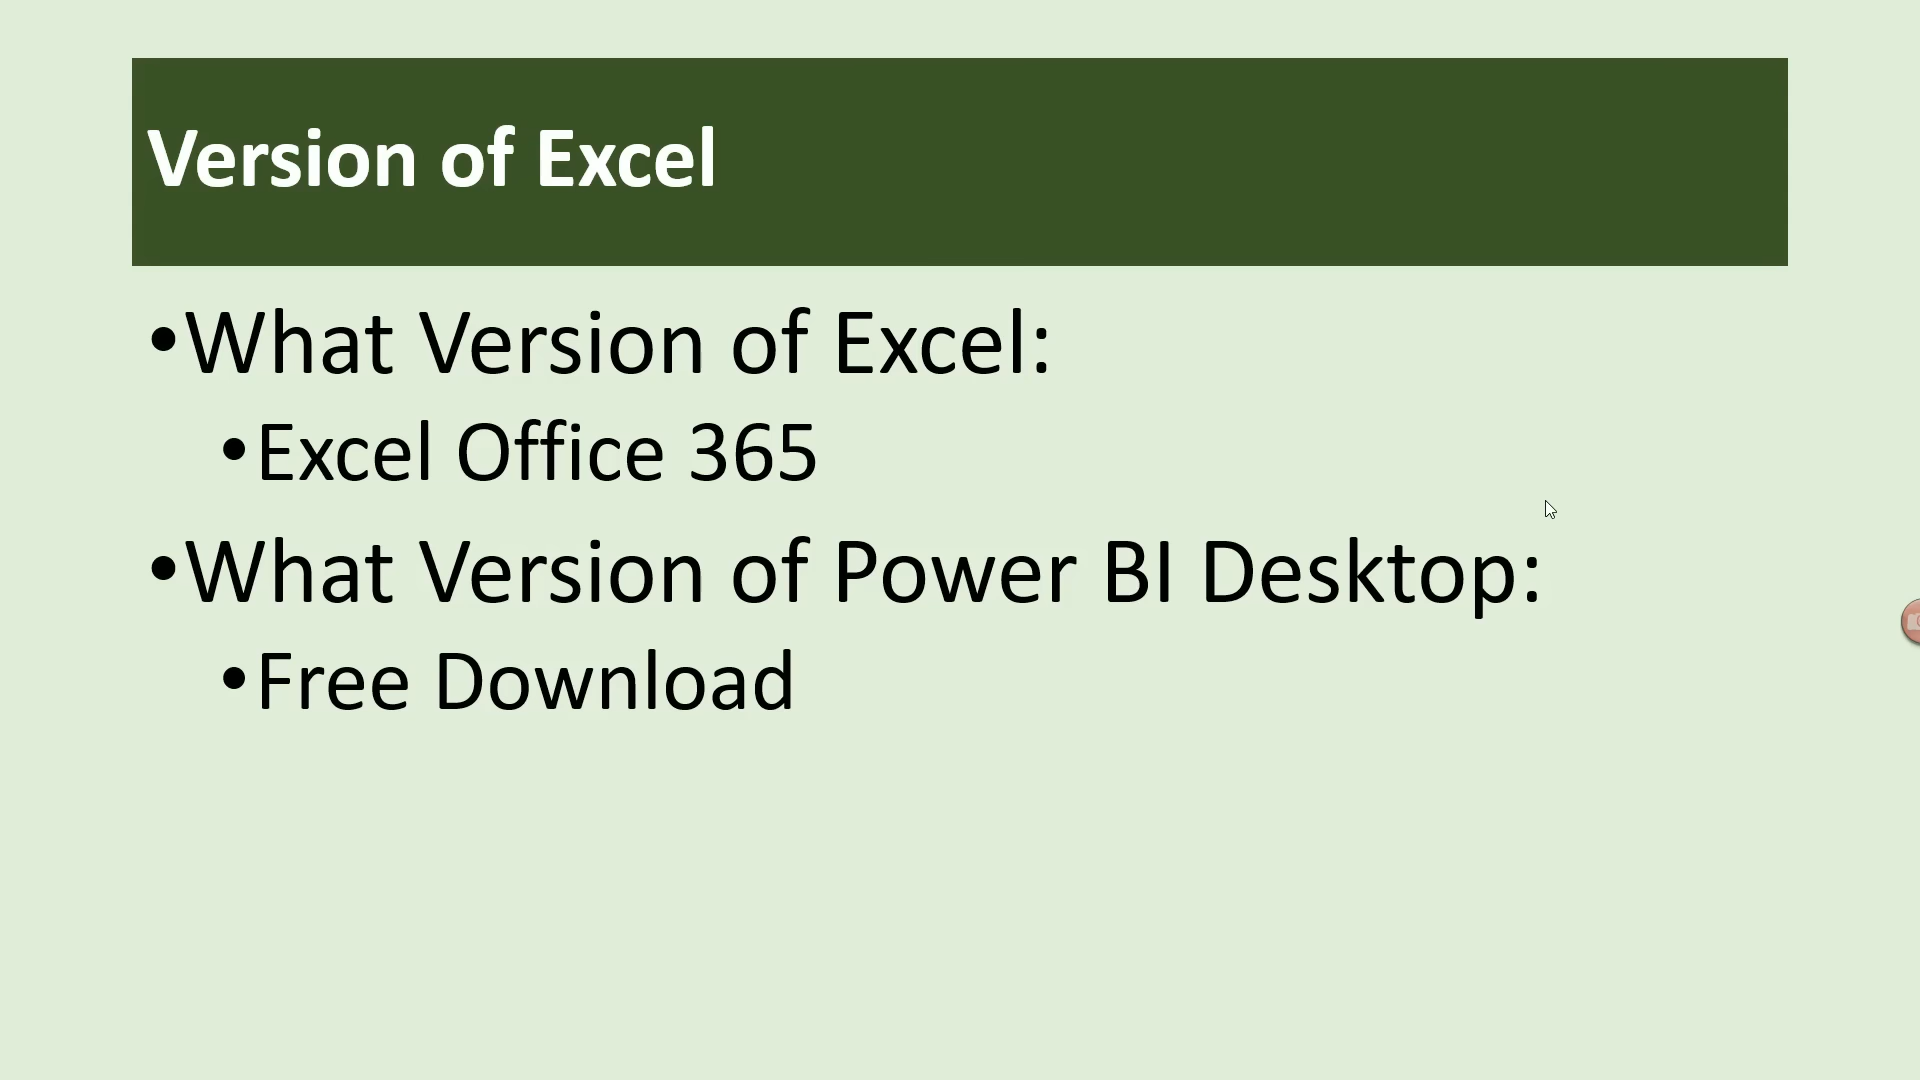 Version of Excel
•What Version of Excel:
•Excel Office 365
•What Version of Power BI Desktop:
•Free Download